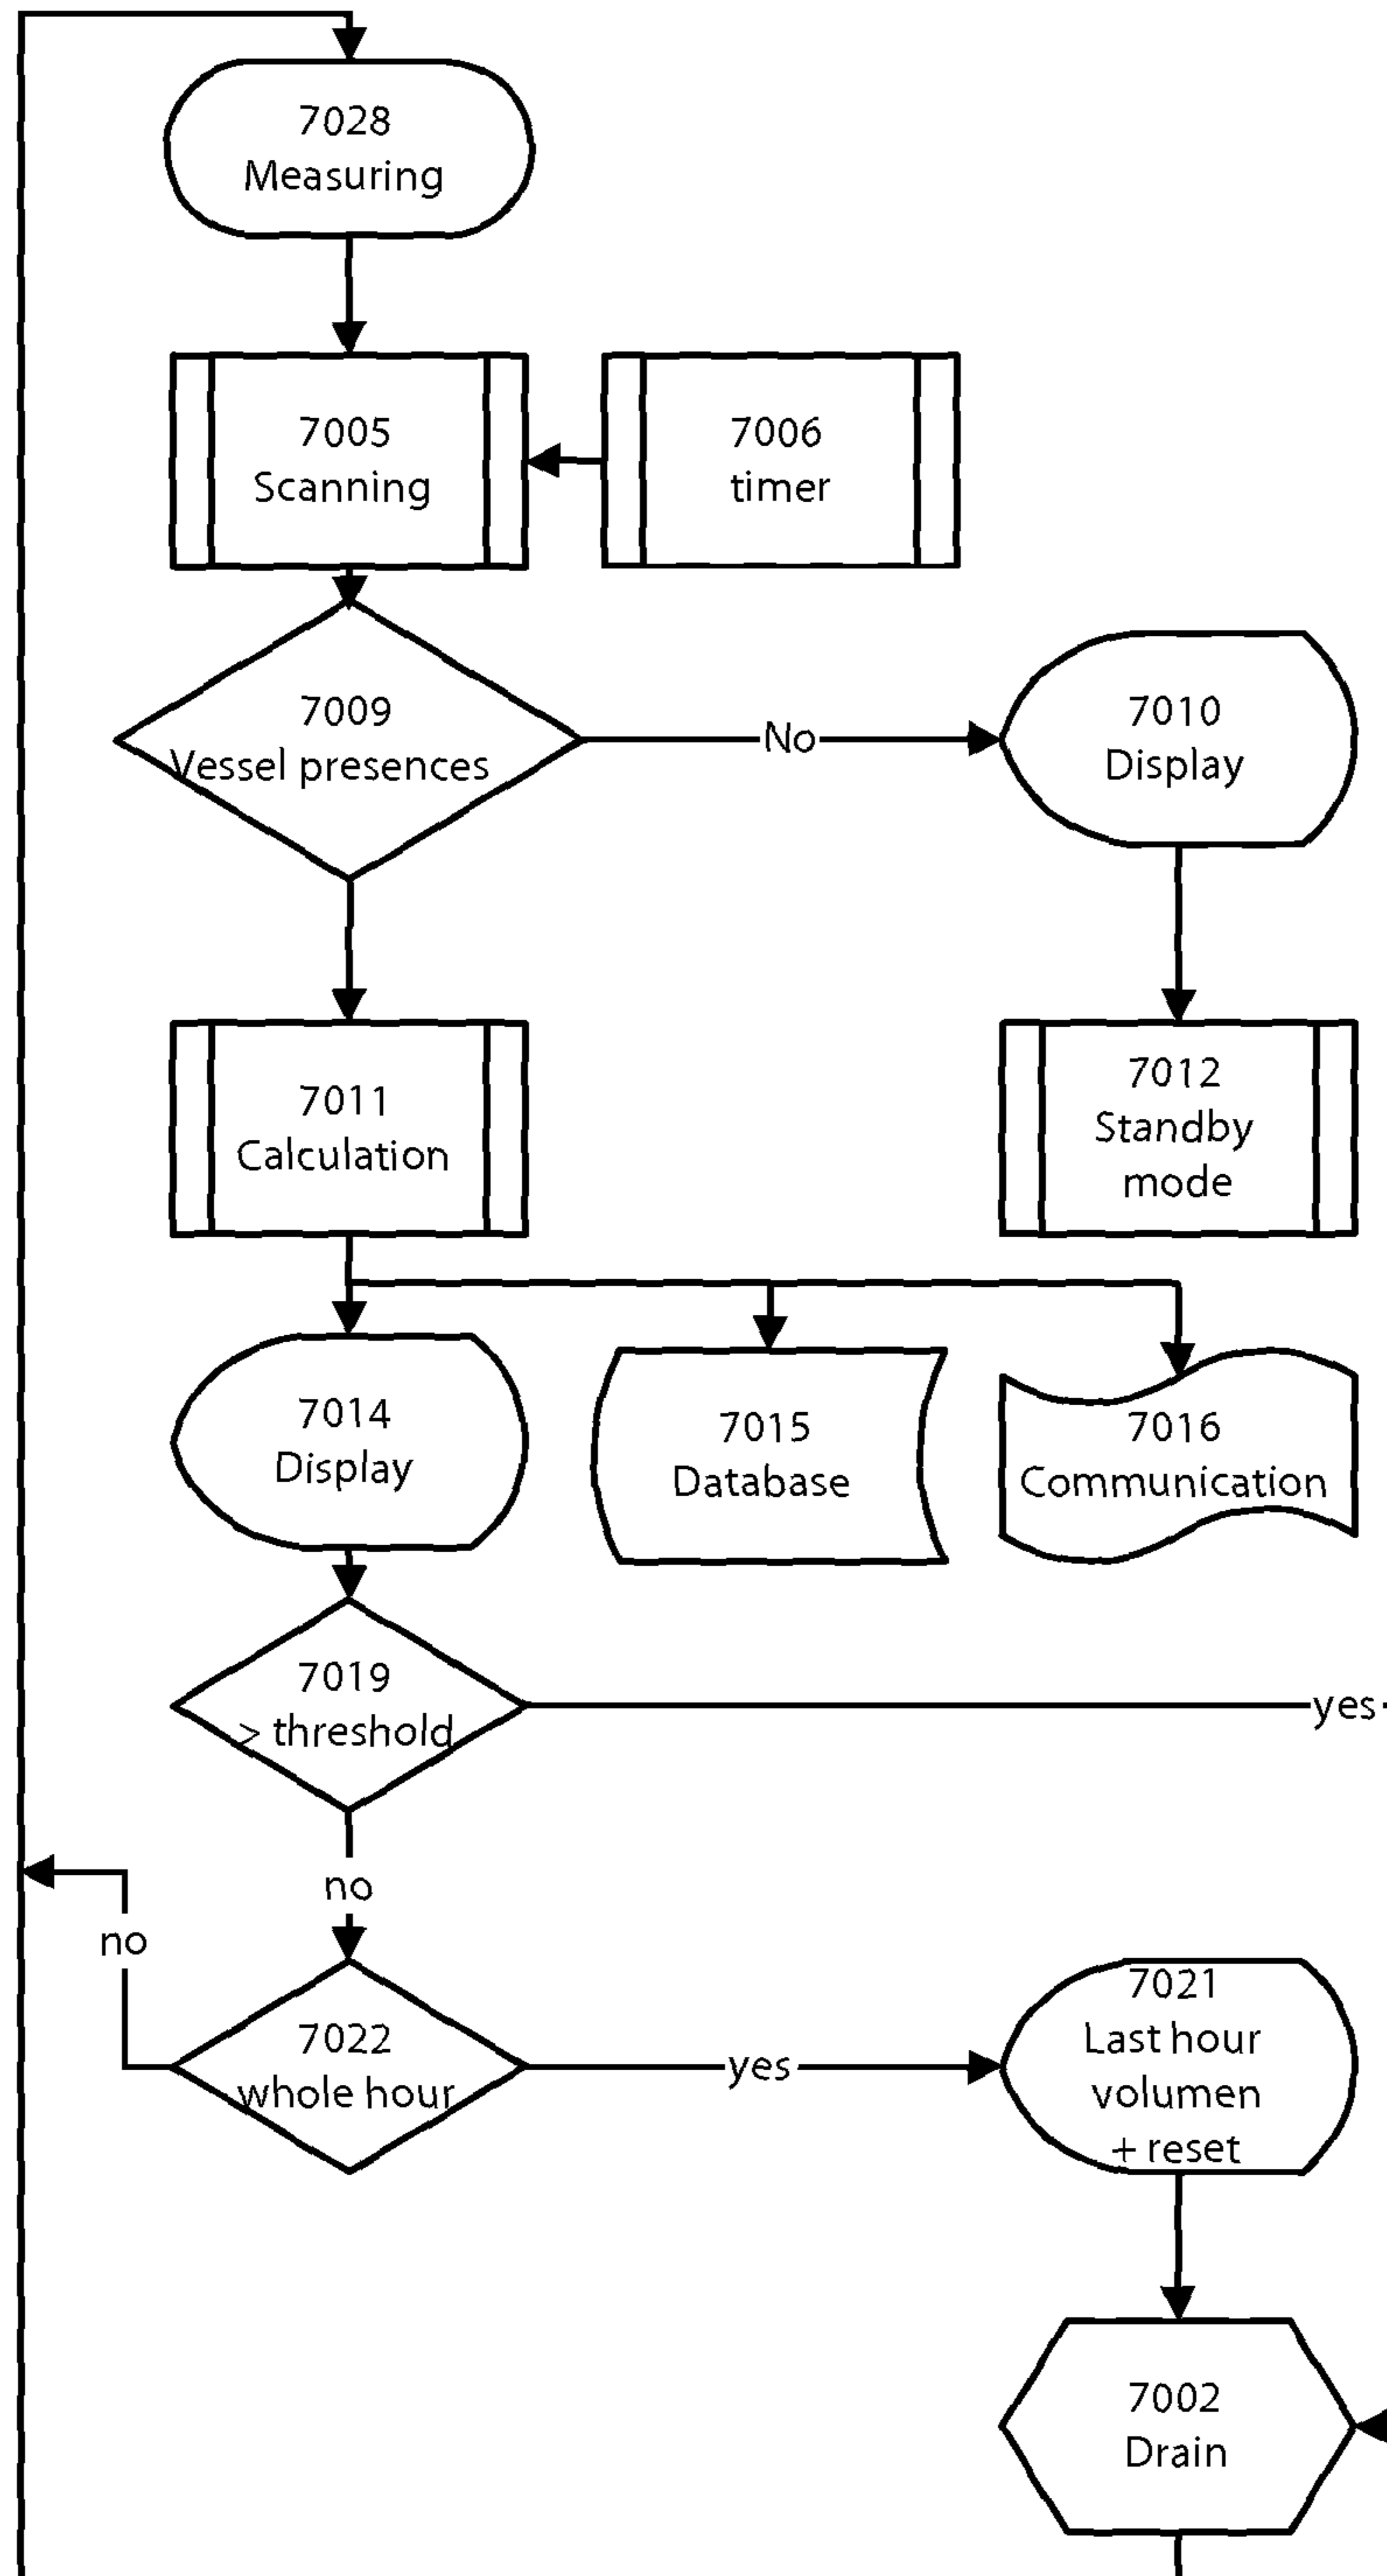 7028
Measuring
7005
Scanning
7006
timer
7009
Vessel presences
No
7010
Display
7011
Calculation
7012
Standby
mode
7014
Display
7015
Database
7016
Communication
7019
> threshold
yes
no
no
7022
whole hour
yes
7021
Last hour
volumen
+ reset
7002
Drain